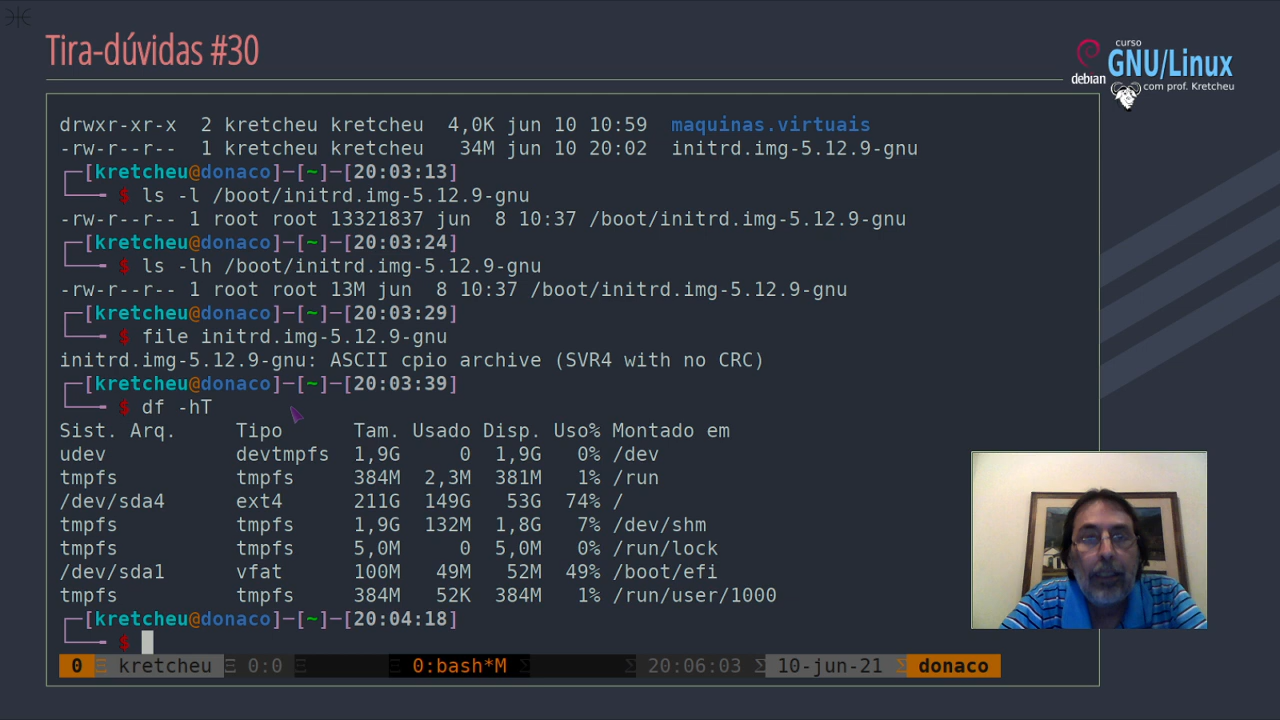 Tira-dúvidas #30
curso
GNU/Linux
debian
com prof. Kretcheu
drwxr-xr-x 2 kretcheu kretcheu 4,0K jun 10 10:59 maquinas.virtuais
-rw-r--r-- 1 kretcheu kretcheu 34M jun 10 20:02 initrd.img-5.12.9-gnu
┌─[kretcheu@donaco]─[~]─[20:03:13]
└──╼ $ ls -l /boot/initrd.img-5.12.9-gnu
-rw-r--r-- 1 root root 13321837 jun 8 10:37 /boot/initrd.img-5.12.9-gnu
┌─[kretcheu@donaco]─[~]─[20:03:24]
└──╼ $ ls -lh /boot/initrd.img-5.12.9-gnu
-rw-r--r-- 1 root root 13M jun 8 10:37 /boot/initrd.img-5.12.9-gnu
┌─[kretcheu@donaco]─[~]─[20:03:29]
└──╼ $ file initrd.img-5.12.9-gnu
initrd.img-5.12.9-gnu: ASCII cpio archive (SVR4 with no CRC)
┌─[kretcheu@donaco]─[~]─[20:03:39]
└──╼ $ df -hT
Sist. Arq. Tipo Tam. Usado Disp. Uso% Montado em
udev devtmpfs 1,9G 0 1,9G 0% /dev
tmpfs tmpfs 384M 2,3M 381M 1% /run
/dev/sda4 ext4 211G 149G 53G 74% /
tmpfs tmpfs 1,9G 132M 1,8G 7% /dev/shm
tmpfs tmpfs 5,0M 0 5,0M 0% /run/lock
/dev/sda1 vfat 100M 49M 52M 49% /boot/efi
tmpfs tmpfs 384M 52K 384M 1% /run/user/1000
┌─[kretcheu@donaco]─[~]─[20:04:18]
└──╼ $
0 Ξ kretcheu Ξ 0:0 Ξ Ξ 0:bash*M Σ Σ 20:06:03 Σ 10-jun-21 Σ donaco